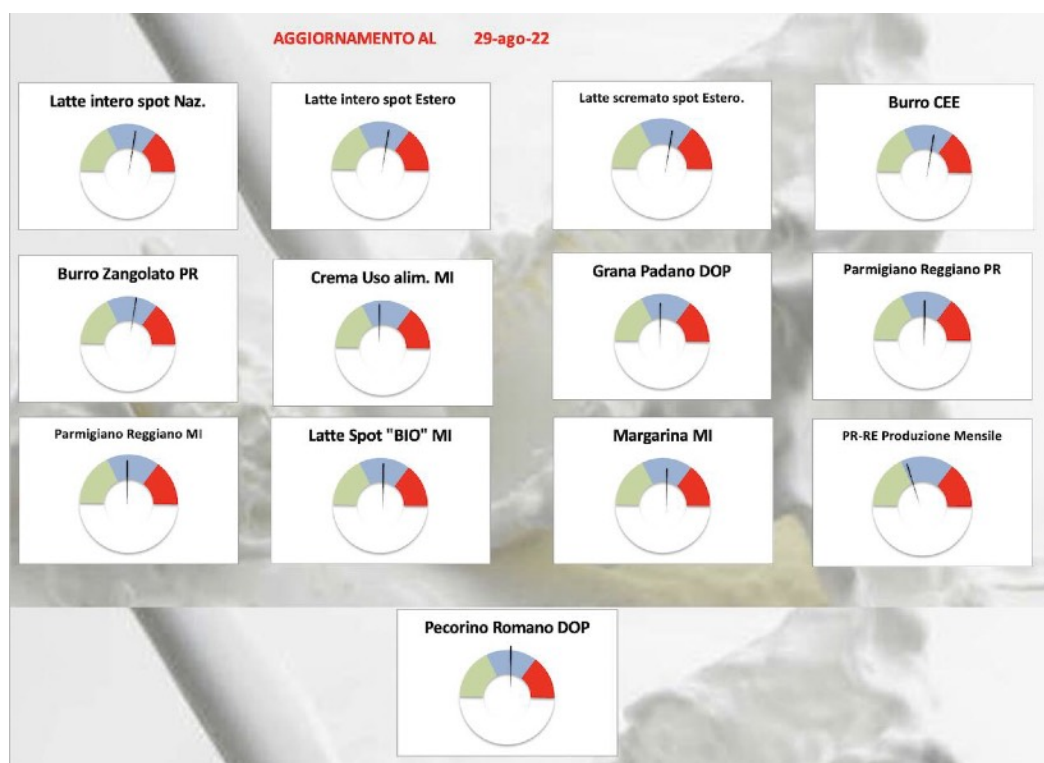 AGGIORNAMENTO AL 29-ago-22
Latte intero spot Naz.
Latte intero spot Estero
Latte scremato spot Estero.
Burro CEE
Burro Zangolato PR
Crema Uso alim. MI
Grana Padano DOP
Parmigiano Reggiano PR
Parmigiano Reggiano MI
Latte Spot "BIO" MI
Margarina MI
PR-RE Produzione Mensile
Pecorino Romano DOP